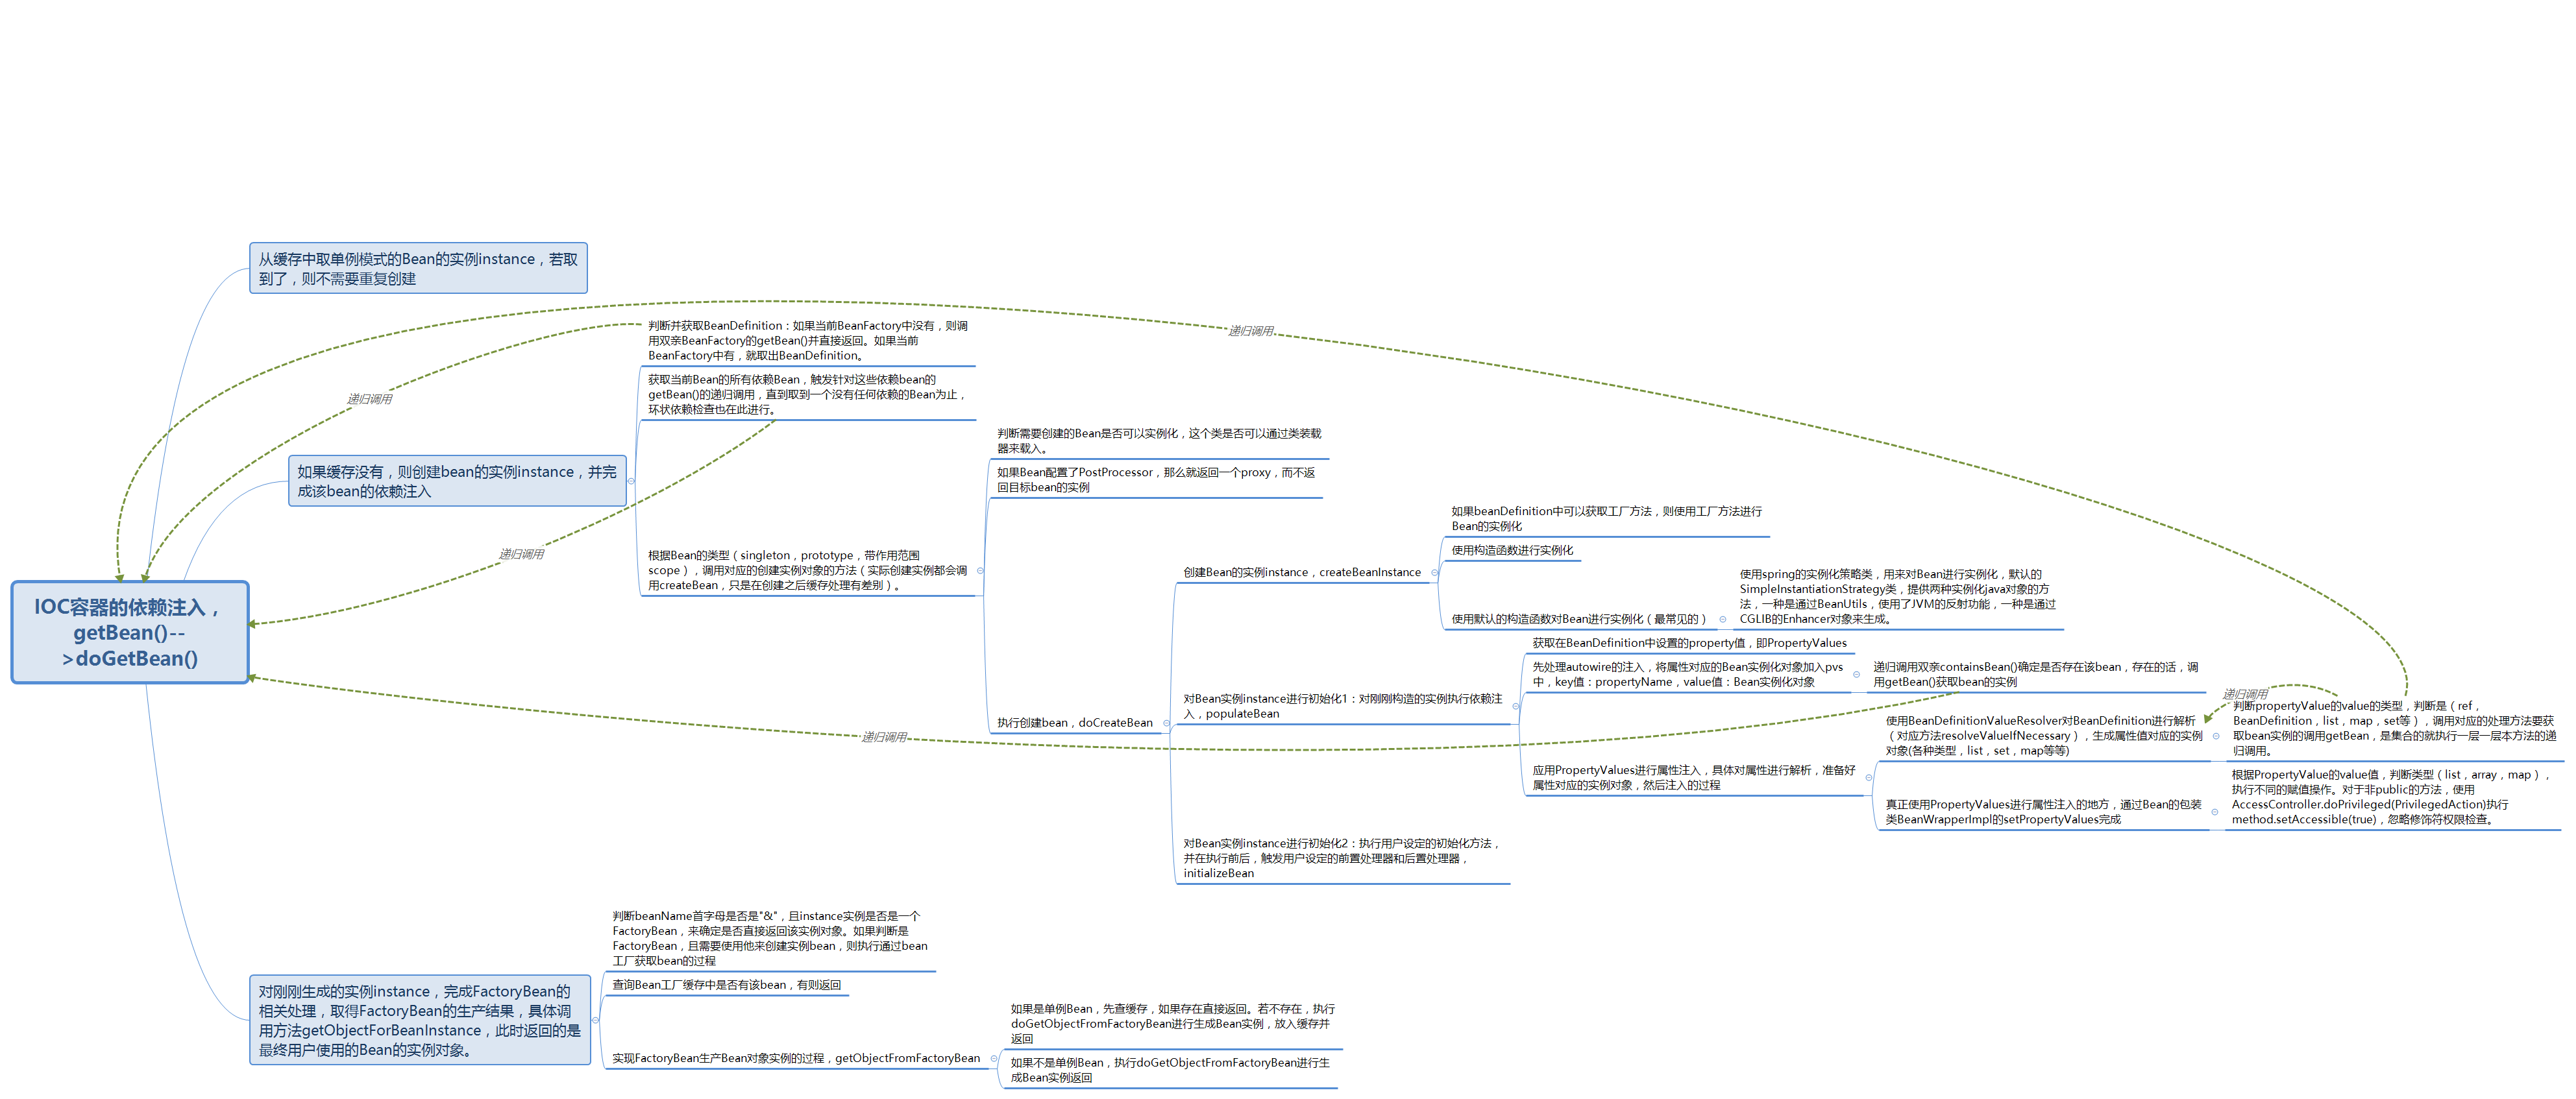 从缓存中取单例模式的Bean的实例instance，若取
到了，则不需要重复创建
递归调用
判断并获取BeanDefinition：如果当前BeanFactory中没有，则调
用双亲BeanFactory的getBean()并直接返回。如果当前
BeanFactory中有，就取出BeanDefinition。
获取当前Bean的所有依赖Bean，触发针对这些依赖bean的
getBean()的递归调用，直到取到一个没有任何依赖的Bean为止，
环状依赖检查也在此进行。
递归调用
判断需要创建的Bean是否可以实例化，这个类是否可以通过类装载
器来载入。
如果缓存没有，则创建bean的实例instance，并完
成该bean的依赖注入
如果Bean配置了PostProcessor，那么就返回一个proxy，而不返
回目标bean的实例
如果beanDefinition中可以获取工厂方法，则使用工厂方法进行
Bean的实例化
使用构造函数进行实例化
递归调用
根据Bean的类型（singleton，prototype，带作用范围
scope），调用对应的创建实例对象的方法（实际创建实例都会调
用createBean，只是在创建之后缓存处理有差别）。
创建Bean的实例instance，createBeanInstance
使用spring的实例化策略类，用来对Bean进行实例化，默认的
SimpleInstantiationStrategy类，提供两种实例化java对象的方
法，一种是通过BeanUtils，使用了JVM的反射功能，一种是通过
CGLIB的Enhancer对象来生成。
使用默认的构造函数对Bean进行实例化（最常见的）
IOC容器的依赖注入，
getBean()--
>doGetBean()
获取在BeanDefinition中设置的property值，即PropertyValues
先处理autowire的注入，将属性对应的Bean实例化对象加入pvs
中，key值：propertyName，value值：Bean实例化对象
递归调用双亲containsBean()确定是否存在该bean，存在的话，调
用getBean()获取bean的实例
对Bean实例instance进行初始化1：对刚刚构造的实例执行依赖注
入，populateBean
递归调用
判断propertyValue的value的类型，判断是（ref，
BeanDefinition，list，map，set等），调用对应的处理方法要获
取bean实例的调用getBean，是集合的就执行一层一层本方法的递
归调用。
执行创建bean，doCreateBean
使用BeanDefinitionValueResolver对BeanDefinition进行解析
（对应方法resolveValueIfNecessary），生成属性值对应的实例
对象(各种类型，list，set，map等等)
递归调用
应用PropertyValues进行属性注入，具体对属性进行解析，准备好
属性对应的实例对象，然后注入的过程
根据PropertyValue的value值，判断类型（list，array，map），
执行不同的赋值操作。对于非public的方法，使用
AccessController.doPrivileged(PrivilegedAction)执行
method.setAccessible(true)，忽略修饰符权限检查。
真正使用PropertyValues进行属性注入的地方，通过Bean的包装
类BeanWrapperImpl的setPropertyValues完成
对Bean实例instance进行初始化2：执行用户设定的初始化方法，
并在执行前后，触发用户设定的前置处理器和后置处理器，
initializeBean
判断beanName首字母是否是"&"，且instance实例是否是一个
FactoryBean，来确定是否直接返回该实例对象。如果判断是
FactoryBean，且需要使用他来创建实例bean，则执行通过bean
工厂获取bean的过程
查询Bean工厂缓存中是否有该bean，有则返回
对刚刚生成的实例instance，完成FactoryBean的
相关处理，取得FactoryBean的生产结果，具体调
用方法getObjectForBeanInstance，此时返回的是
最终用户使用的Bean的实例对象。
如果是单例Bean，先查缓存，如果存在直接返回。若不存在，执行
doGetObjectFromFactoryBean进行生成Bean实例，放入缓存并
返回
实现FactoryBean生产Bean对象实例的过程，getObjectFromFactoryBean
如果不是单例Bean，执行doGetObjectFromFactoryBean进行生
成Bean实例返回